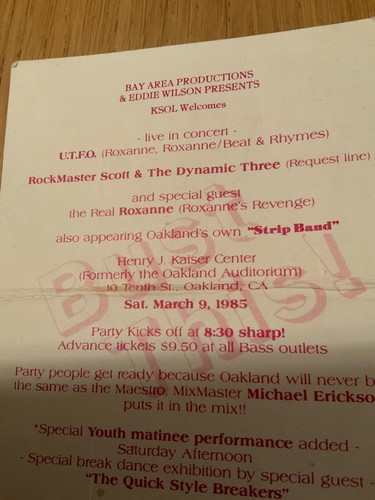 BAY AREA PRODUCTIONS
& EDDIE WILSON PRESENTS
KSOL Welcomes
- live in concert -
U.T.F.O. (Roxanne, Roxanne/Beat & Rhymes)
RockMaster Scott & The Dynamic Three (Request line)
and special guest
the Real Roxanne (Roxanne's Revenge)
also appearing Oakland's own "Strip Band"
Henry J. Kaiser Center
(Formerly the Oakland Auditorium)
10 Tenth St., Oakland, CA
Sat. March 9, 1985
Party Kicks off at 8:30 sharp!
Advance tickets $9.50 at all Bass outlets
Party people get ready because Oakland will never b
the same as the Maestro, MixMaster Michael Erickso
puts it in the mix!!
*Special Youth matinee performance added -
Saturday Afternoon
- Special break dance exhibition by special guest -
"The Quick Style Breakers"
Bust
This!